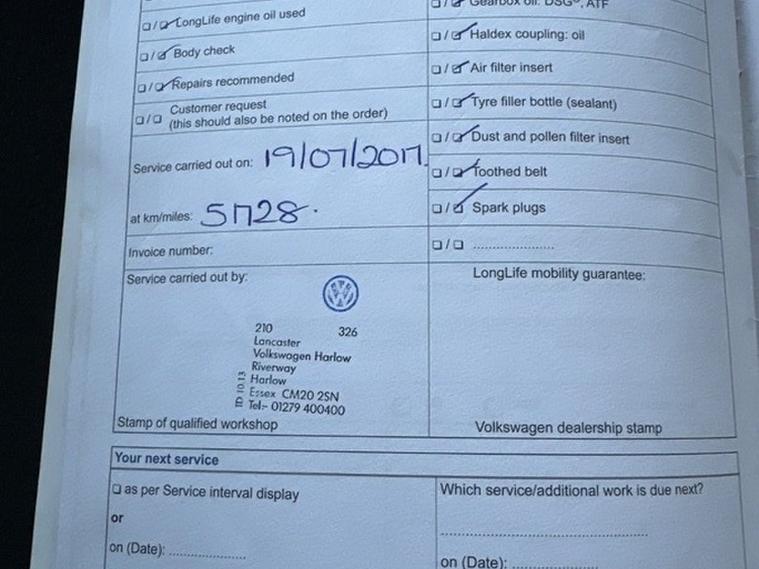 ☐/☑ LongLife engine oil used
☐/☑ Body check
☐/☑ Repairs recommended
☐/☐ Customer request
(this should also be noted on the order)
Service carried out on: 19/07/2017.
at km/miles: 51728.
Invoice number:
Service carried out by:
VW
210 326
Lancaster
Volkswagen Harlow
Riverway
Harlow
Essex CM20 2SN
Tel:- 01279 400400
ID 10.13
Stamp of qualified workshop
☐/☑ Gearbox oil: DSG®, ATF
☐/☑ Haldex coupling: oil
☐/☑ Air filter insert
☐/☑ Tyre filler bottle (sealant)
☐/☑ Dust and pollen filter insert
☐/☑ Toothed belt
☐/☑ Spark plugs
☐/☐ ....................
LongLife mobility guarantee:
Volkswagen dealership stamp
Your next service
☐ as per Service interval display
or
on (Date): ....................
Which service/additional work is due next?
........................................
on (Date): ....................